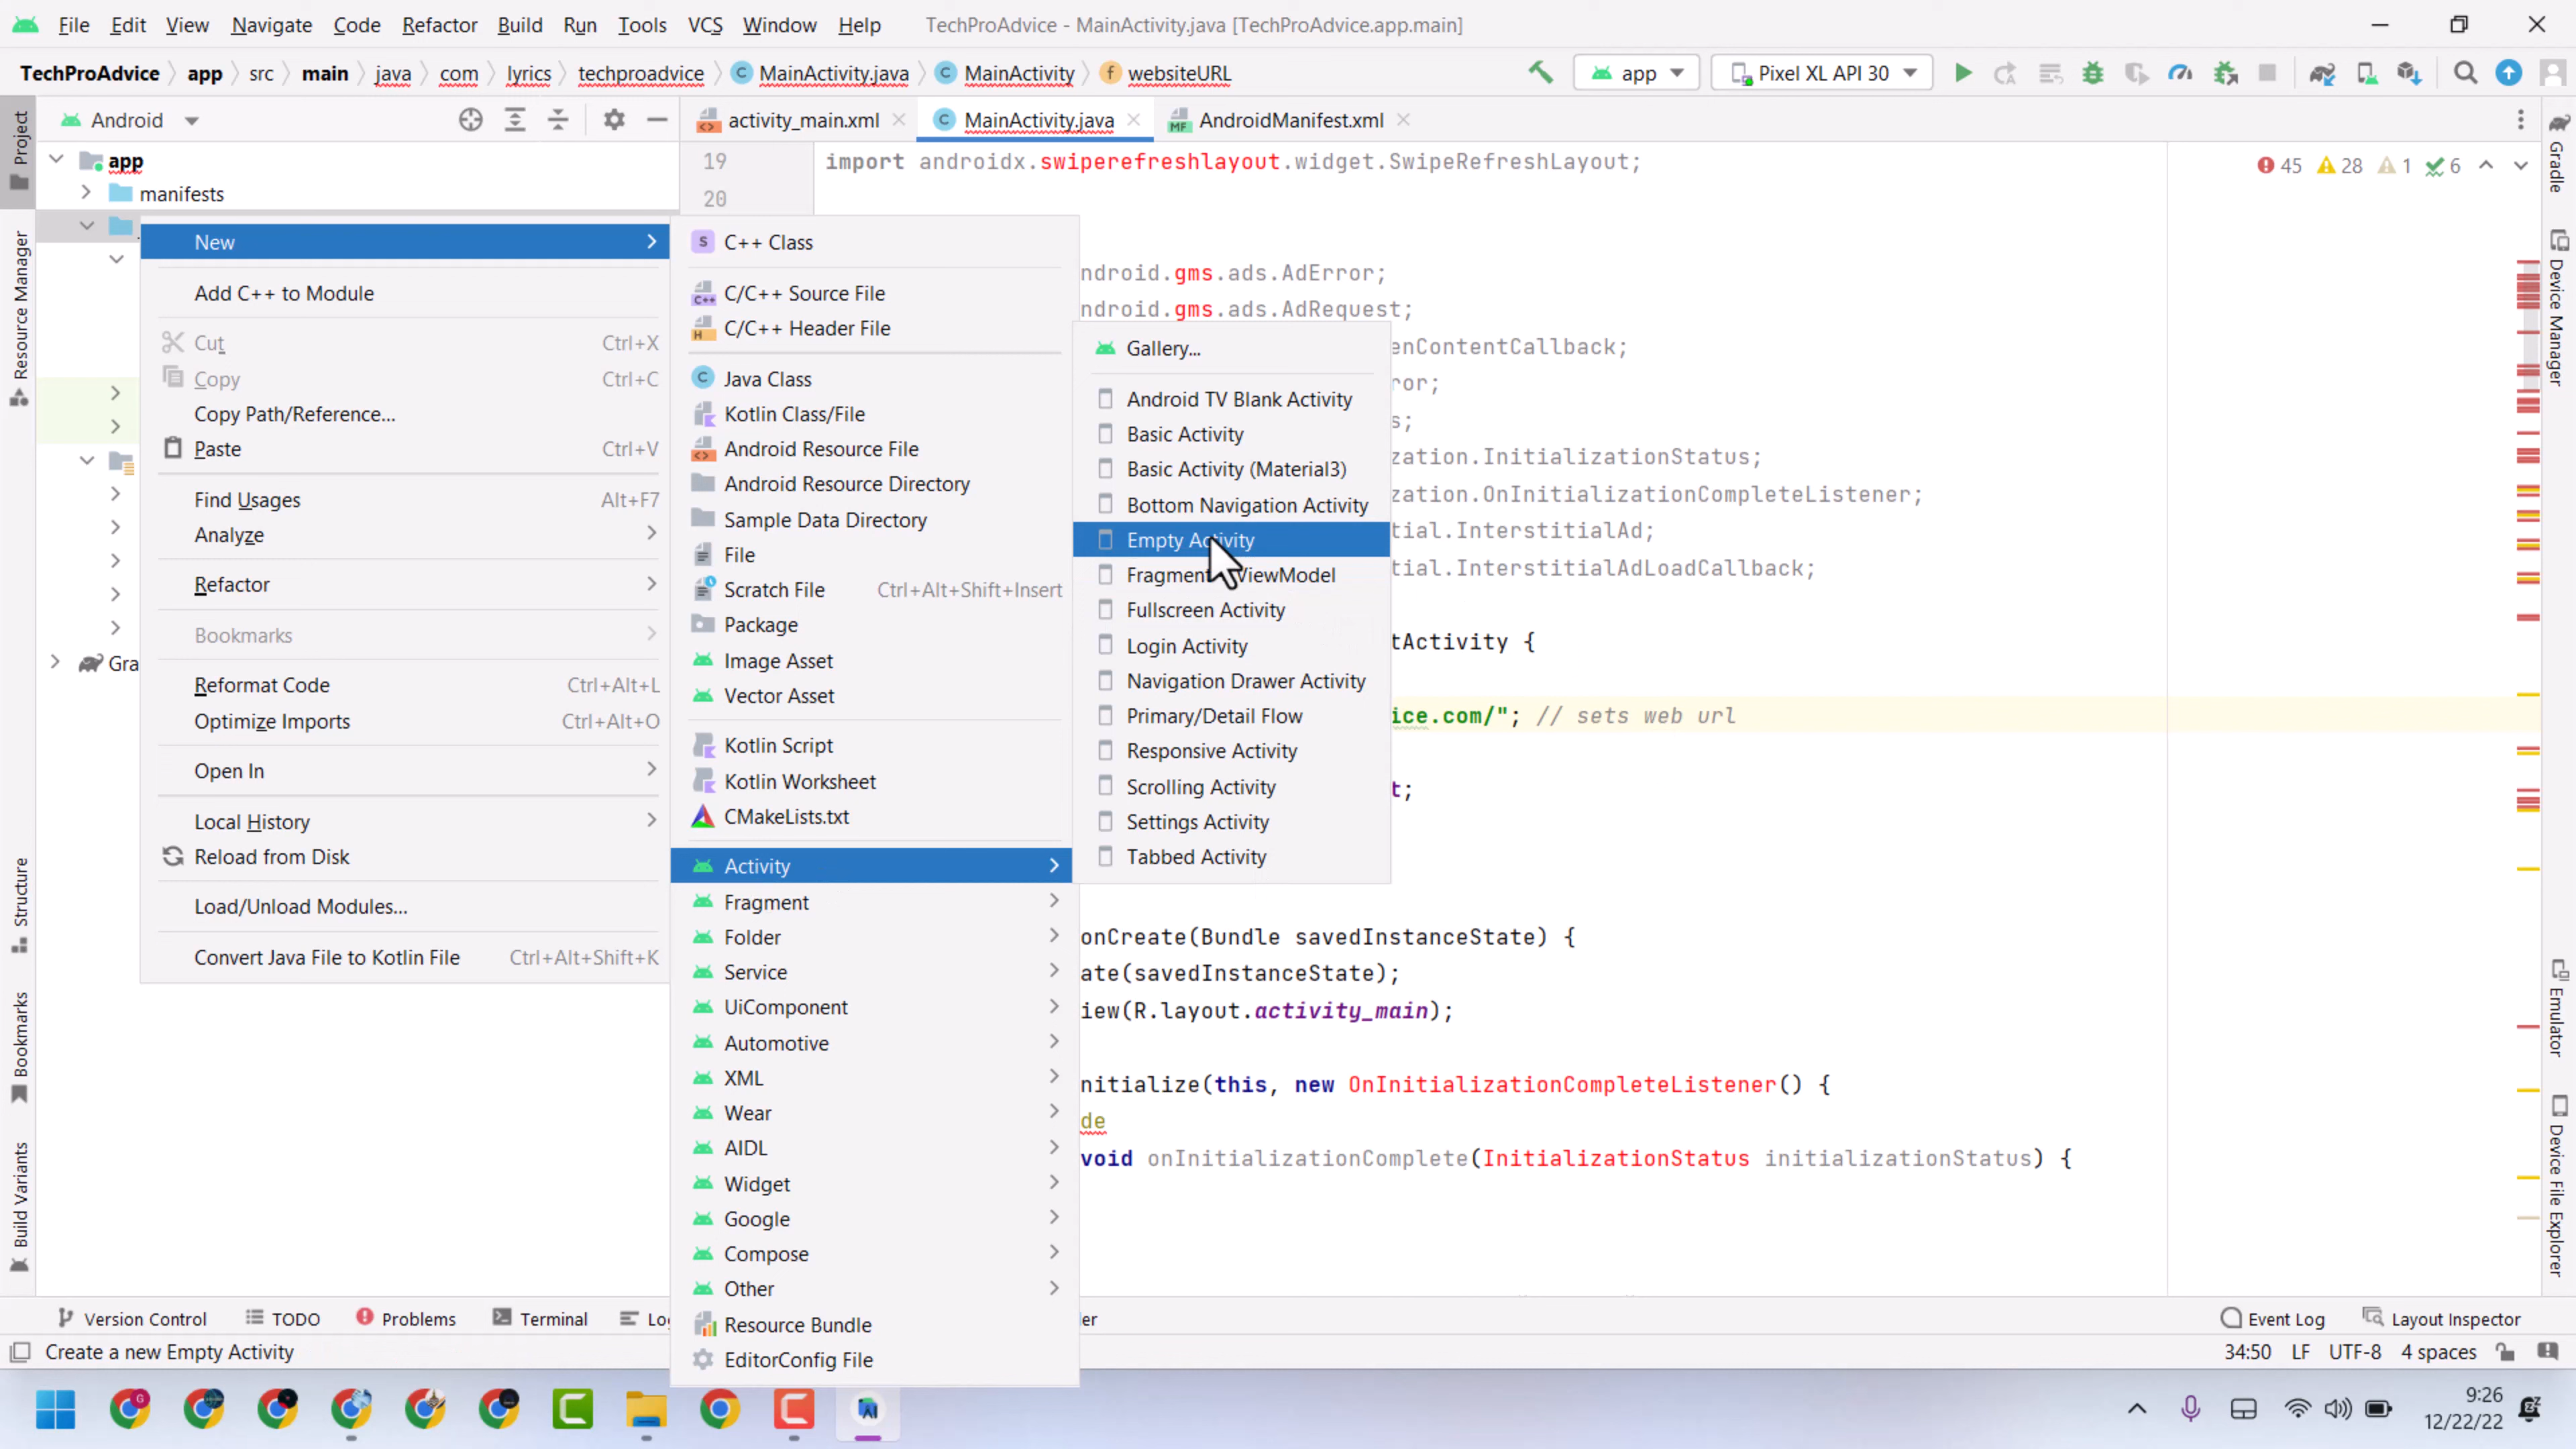 File Edit View Navigate Code Refactor Build Run Tools VCS Window Help TechProAdvice - MainActivity.java [TechProAdvice.app.main]
TechProAdvice app src main java com lyrics techproadvice MainActivity.java MainActivity websiteURL app Pixel XL API 30
Android
activity_main.xml MainActivity.java AndroidManifest.xml
app
manifests
19 import androidx.swiperefreshlayout.widget.SwipeRefreshLayout;
45 28 1 6
20
New
Add C++ to Module
Cut Ctrl+X
Copy Ctrl+C
Copy Path/Reference...
Paste Ctrl+V
Find Usages Alt+F7
Analyze
Refactor
Bookmarks
Reformat Code Ctrl+Alt+L
Optimize Imports Ctrl+Alt+O
Open In
Local History
Reload from Disk
Load/Unload Modules...
Convert Java File to Kotlin File Ctrl+Alt+Shift+K
Gra
C++ Class
C/C++ Source File
C/C++ Header File
Java Class
Kotlin Class/File
Android Resource File
Android Resource Directory
Sample Data Directory
File
Scratch File Ctrl+Alt+Shift+Insert
Package
Image Asset
Vector Asset
Kotlin Script
Kotlin Worksheet
CMakeLists.txt
Activity
Fragment
Folder
Service
UiComponent
Automotive
XML
Wear
AIDL
Widget
Google
Compose
Other
Resource Bundle
EditorConfig File
Gallery...
Android TV Blank Activity
Basic Activity
Basic Activity (Material3)
Bottom Navigation Activity
Empty Activity
Fragment ViewModel
Fullscreen Activity
Login Activity
Navigation Drawer Activity
Primary/Detail Flow
Responsive Activity
Scrolling Activity
Settings Activity
Tabbed Activity
ndroid.gms.ads.AdError;
ndroid.gms.ads.AdRequest;
enContentCallback;
ror;
s;
zation.InitializationStatus;
zation.OnInitializationCompleteListener;
tial.InterstitialAd;
tial.InterstitialAdLoadCallback;
tActivity {
ice.com/"; // sets web url
t;
onCreate(Bundle savedInstanceState) {
ate(savedInstanceState);
iew(R.layout.activity_main);
nitialize(this, new OnInitializationCompleteListener() {
de
void onInitializationComplete(InitializationStatus initializationStatus) {
Project
Resource Manager
Structure
Bookmarks
Build Variants
Gradle
Device Manager
Emulator
Device File Explorer
Version Control TODO Problems Terminal Lo er Event Log Layout Inspector
Create a new Empty Activity 34:50 LF UTF-8 4 spaces
9:26
12/22/22